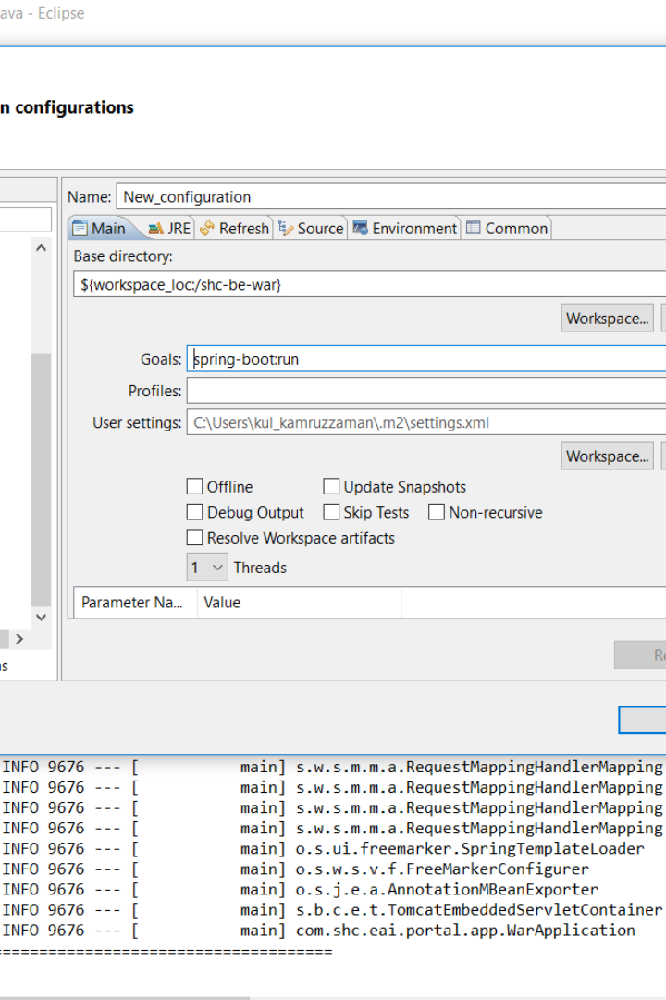 ava - Eclipse
n configurations
Name: New_configuration
Main JRE Refresh Source Environment Common
Base directory:
${workspace_loc:/shc-be-war}
Workspace...
Goals: spring-boot:run
Profiles:
User settings: C:\Users\kul_kamruzzaman\.m2\settings.xml
Workspace...
Offline Update Snapshots
Debug Output Skip Tests Non-recursive
Resolve Workspace artifacts
1 Threads
Parameter Na... Value
Re
s
INFO 9676 --- [           main] s.w.s.m.m.a.RequestMappingHandlerMapping
INFO 9676 --- [           main] s.w.s.m.m.a.RequestMappingHandlerMapping
INFO 9676 --- [           main] s.w.s.m.m.a.RequestMappingHandlerMapping
INFO 9676 --- [           main] s.w.s.m.m.a.RequestMappingHandlerMapping
INFO 9676 --- [           main] o.s.ui.freemarker.SpringTemplateLoader
INFO 9676 --- [           main] o.s.w.s.v.f.FreeMarkerConfigurer
INFO 9676 --- [           main] o.s.j.e.a.AnnotationMBeanExporter
INFO 9676 --- [           main] s.b.c.e.t.TomcatEmbeddedServletContainer
INFO 9676 --- [           main] com.shc.eai.portal.app.WarApplication
====================================